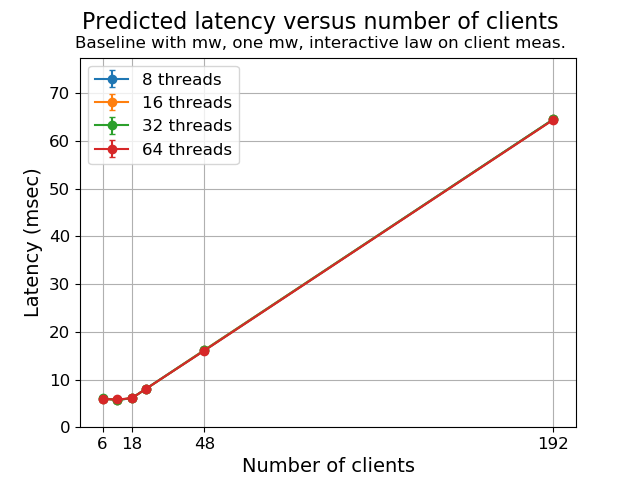 Predicted latency versus number of clients
Baseline with mw, one mw, interactive law on client meas.
8 threads
16 threads
32 threads
64 threads
Latency (msec)
70
60
50
40
30
20
10
0
6 18 48 192
Number of clients